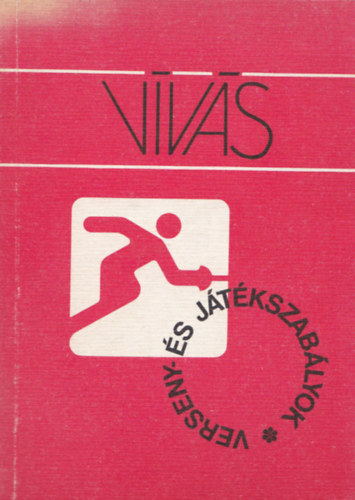 VÍVÁS
VERSENY- ÉS JÁTÉKSZABÁLYOK *